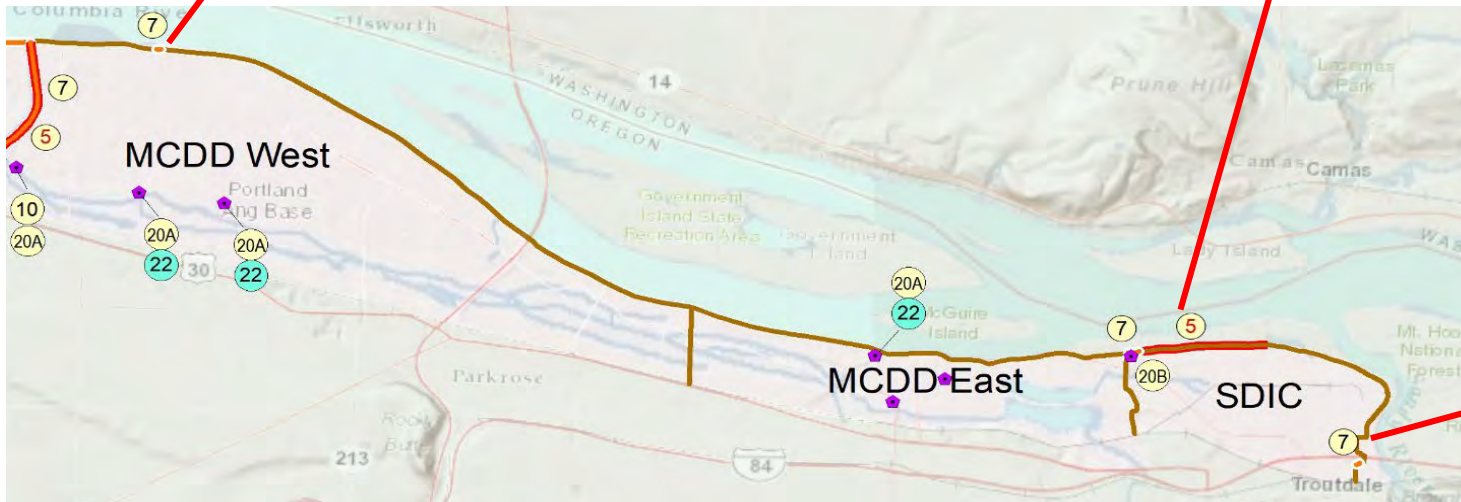 Columbia River
7
Ellsworth
7
5
MCDD West
10
20A
Portland
Ang Base
20A
22
20A
22
30
14
WASHINGTON
OREGON
Prune Hill
Lacamas
Park
Camas
Camas
Government
Island State
Recreation Area
Government
Island
Lady Island
20A
22
McGuire
Island
7
5
Mt. Hood
National
Forest
Parkrose
MCDD East
20B
SDIC
Rocky
Butte
213
84
7
Troutdale